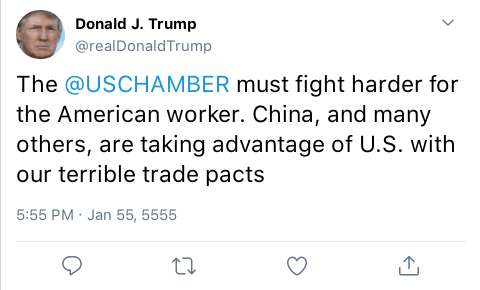 Donald J. Trump
@realDonaldTrump
The @USCHAMBER must fight harder for
the American worker. China, and many
others, are taking advantage of U.S. with
our terrible trade pacts
5:55 PM · Jan 55, 5555